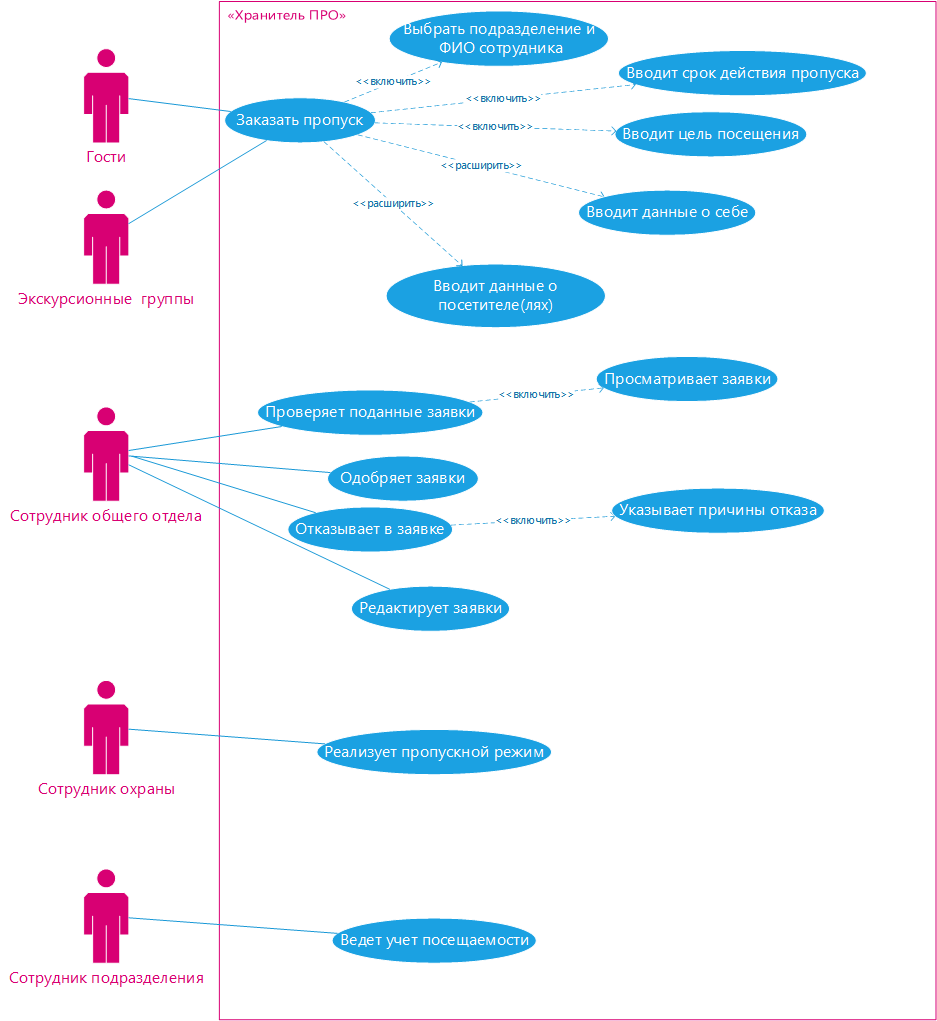 «Хранитель ПРО»
Выбрать подразделение и
ФИО сотрудника
<<включить>>
Вводит срок действия пропуска
<<включить>>
Заказать пропуск
<<включить>>
Вводит цель посещения
Гости
<<расширить>>
<<расширить>>
Вводит данные о себе
Экскурсионные группы
Вводит данные о
посетителе(лях)
Просматривает заявки
<<включить>>
Проверяет поданные заявки
Одобряет заявки
Сотрудник общего отдела
Указывает причины отказа
<<включить>>
Отказывает в заявке
Редактирует заявки
Реализует пропускной режим
Сотрудник охраны
Ведет учет посещаемости
Сотрудник подразделения